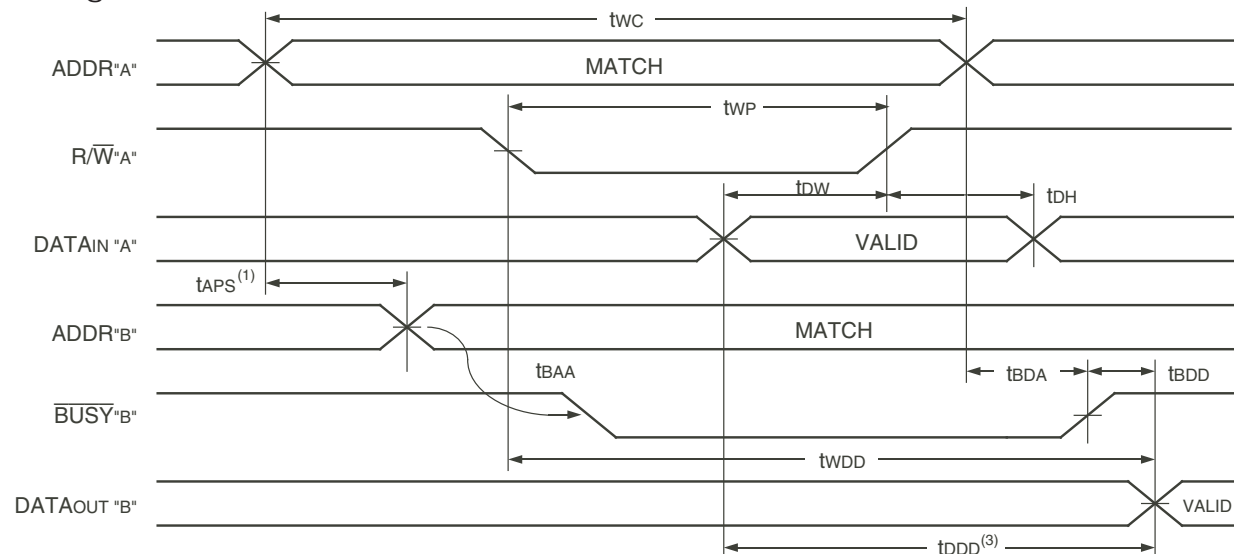 tWC
ADDR"A"
MATCH
tWP
R/W̅"A"
tDW
tDH
DATAIN "A"
VALID
tAPS(1)
ADDR"B"
MATCH
tBAA
tBDA
tBDD
B̅U̅S̅Y̅"B"
tWDD
DATAOUT "B"
VALID
tDDD(3)